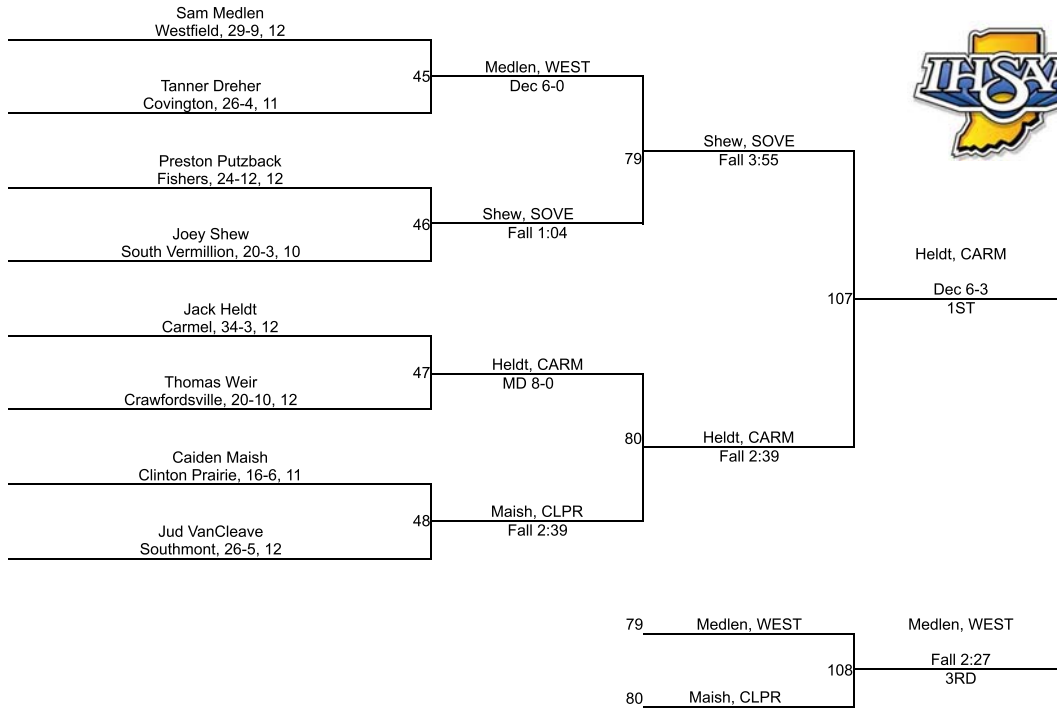 Sam Medlen
Westfield, 29-9, 12
Tanner Dreher
Covington, 26-4, 11
45
Medlen, WEST
Dec 6-0
Preston Putzback
Fishers, 24-12, 12
Joey Shew
South Vermillion, 20-3, 10
46
Shew, SOVE
Fall 1:04
79
Shew, SOVE
Fall 3:55
IHSAA
Jack Heldt
Carmel, 34-3, 12
Thomas Weir
Crawfordsville, 20-10, 12
47
Heldt, CARM
MD 8-0
Caiden Maish
Clinton Prairie, 16-6, 11
Jud VanCleave
Southmont, 26-5, 12
48
Maish, CLPR
Fall 2:39
80
Heldt, CARM
Fall 2:39
107
Heldt, CARM
Dec 6-3
1ST
79
Medlen, WEST
80
Maish, CLPR
108
Medlen, WEST
Fall 2:27
3RD